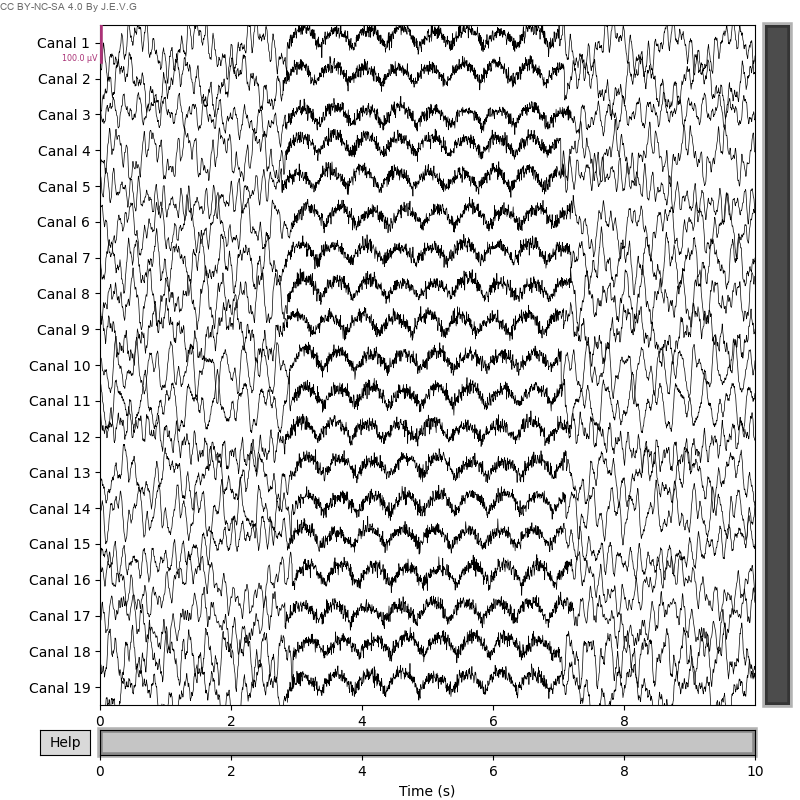 CC BY-NC-SA 4.0 By J.E.V.G
Canal 1
100.0 µV
Canal 2
Canal 3
Canal 4
Canal 5
Canal 6
Canal 7
Canal 8
Canal 9
Canal 10
Canal 11
Canal 12
Canal 13
Canal 14
Canal 15
Canal 16
Canal 17
Canal 18
Canal 19
0 2 4 6 8
Help
0 2 4 6 8 10
Time (s)